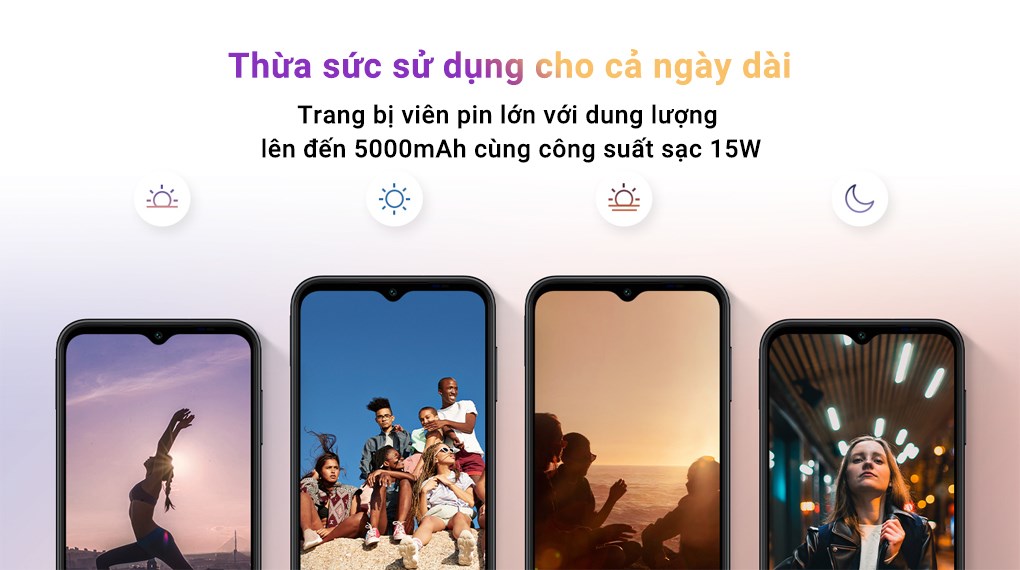 Thừa sức sử dụng cho cả ngày dài
Trang bị viên pin lớn với dung lượng
lên đến 5000mAh cùng công suất sạc 15W